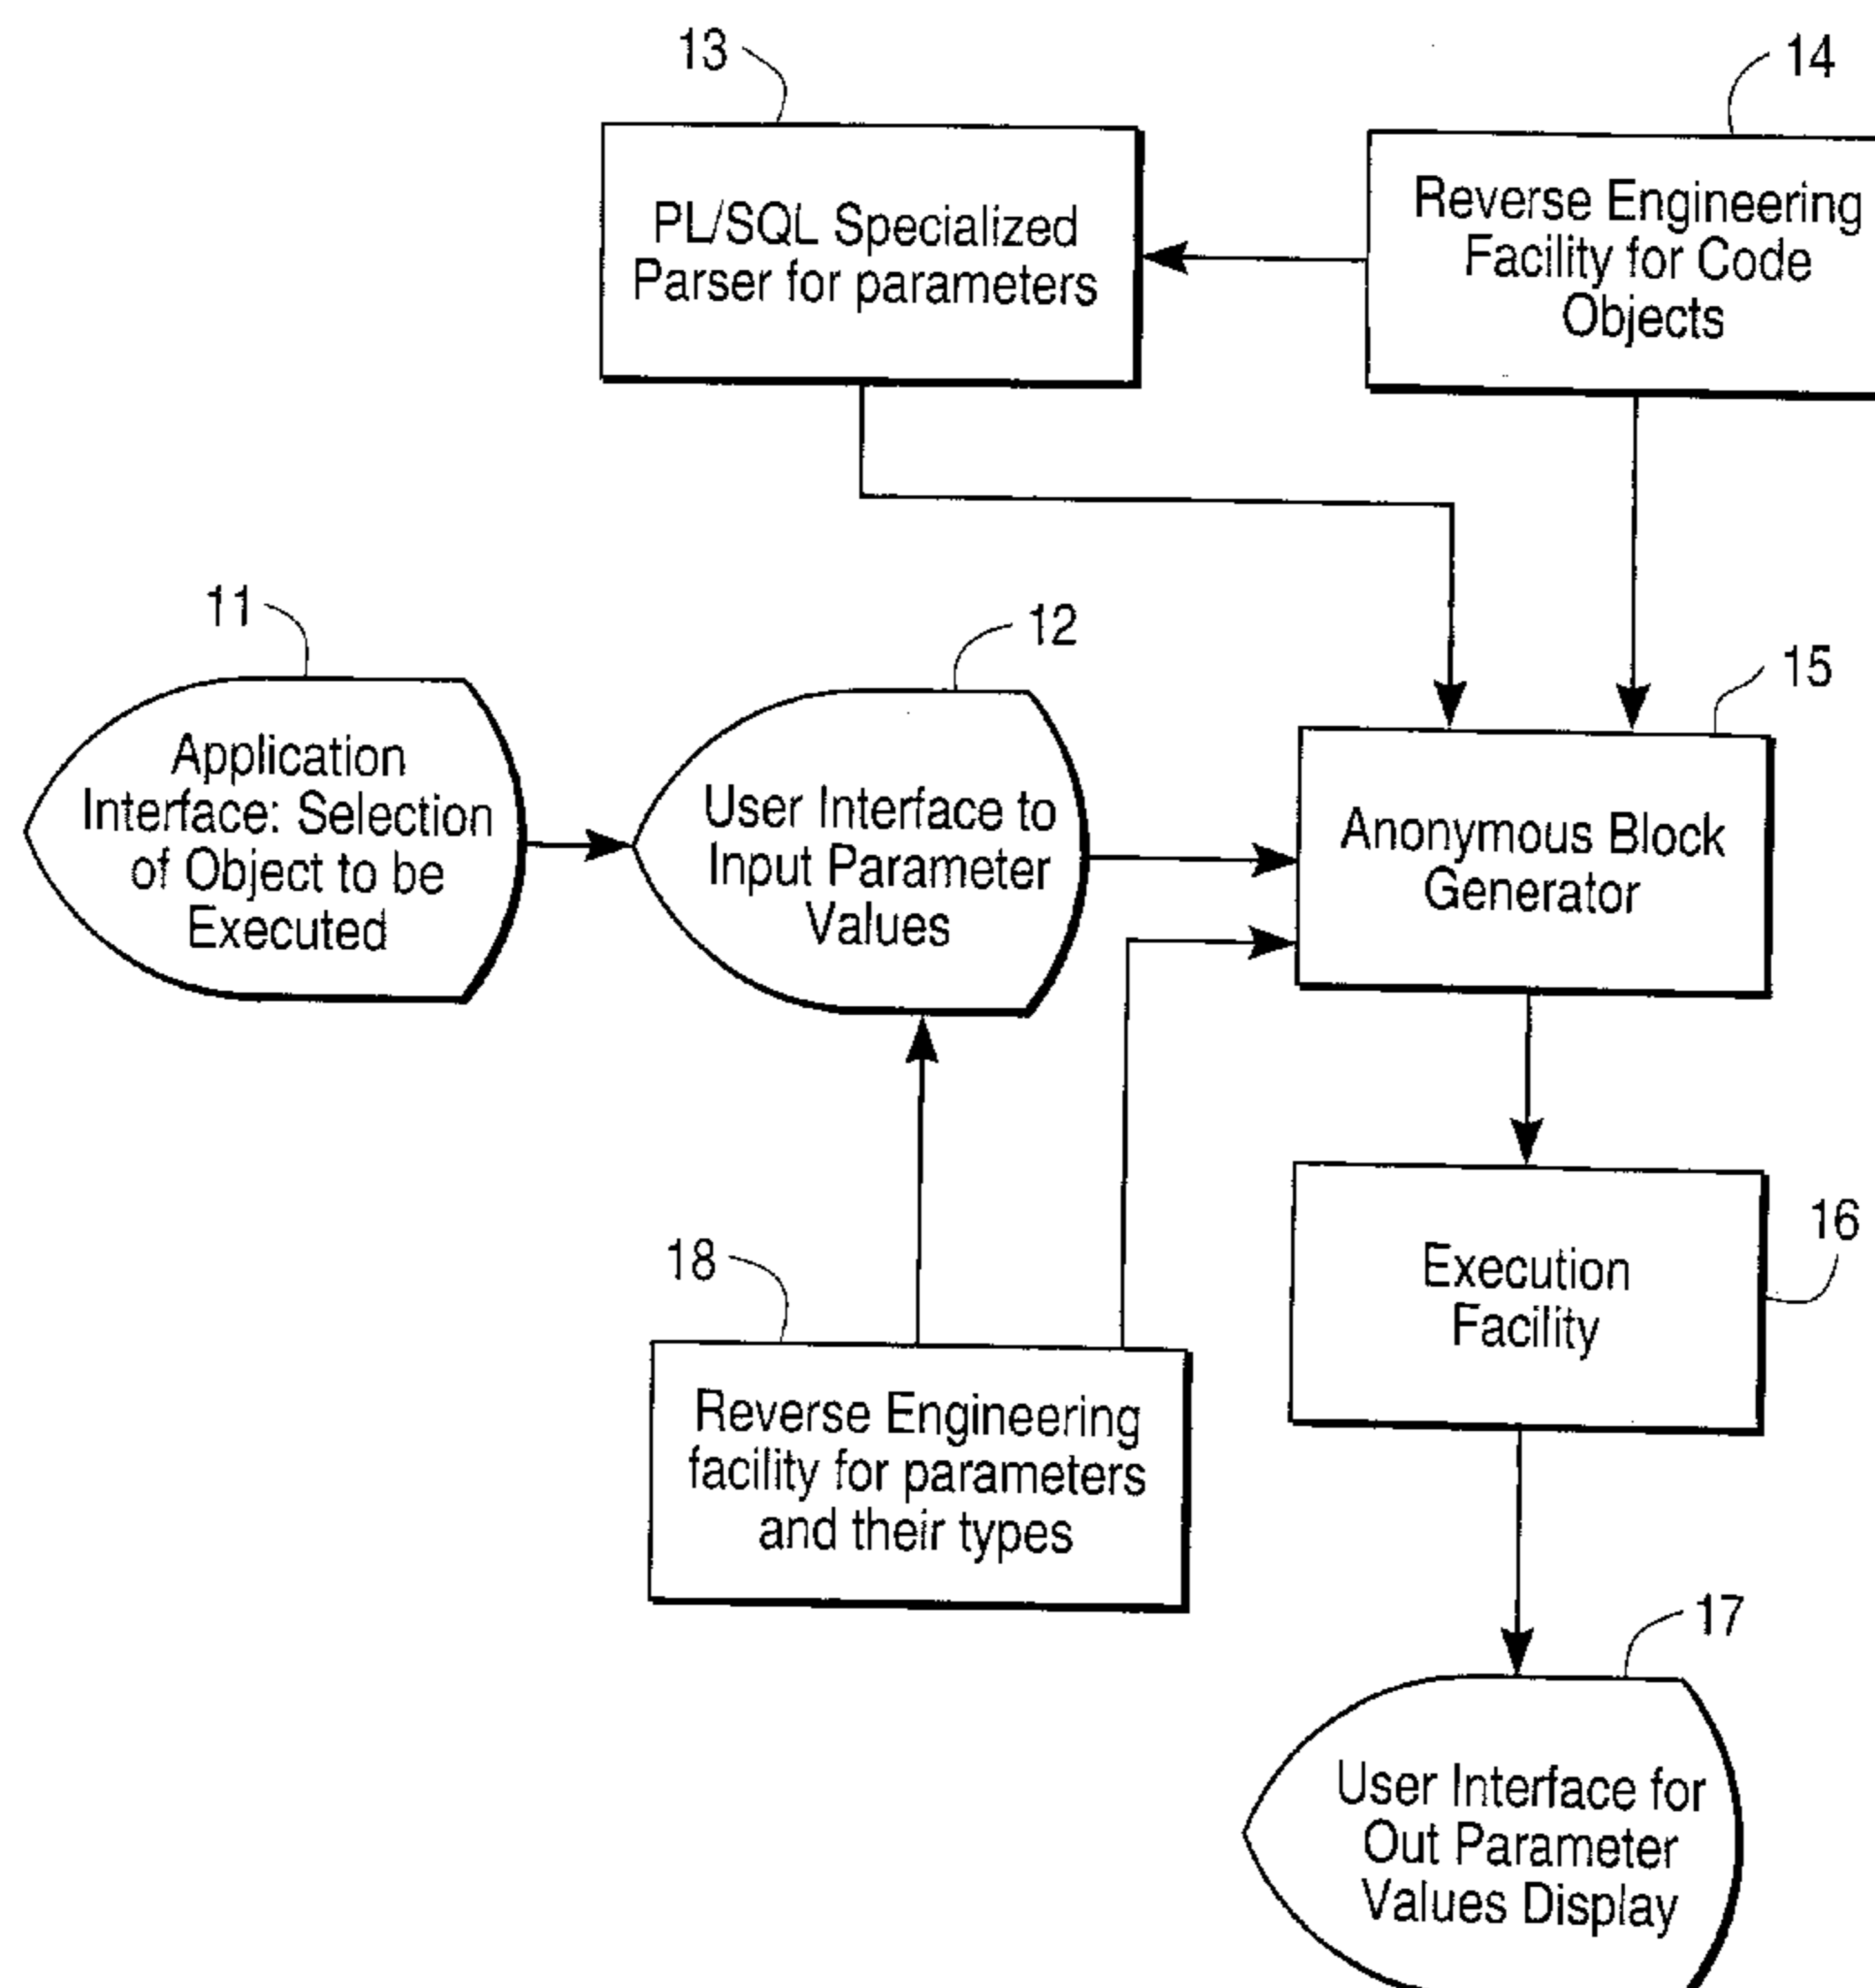 13
14
PL/SQL Specialized
Parser for parameters
Reverse Engineering
Facility for Code
Objects
11
12
15
Application
Interface: Selection
of Object to be
Executed
User Interface to
Input Parameter
Values
Anonymous Block
Generator
18
16
Execution
Facility
Reverse Engineering
facility for parameters
and their types
17
User Interface for
Out Parameter
Values Display